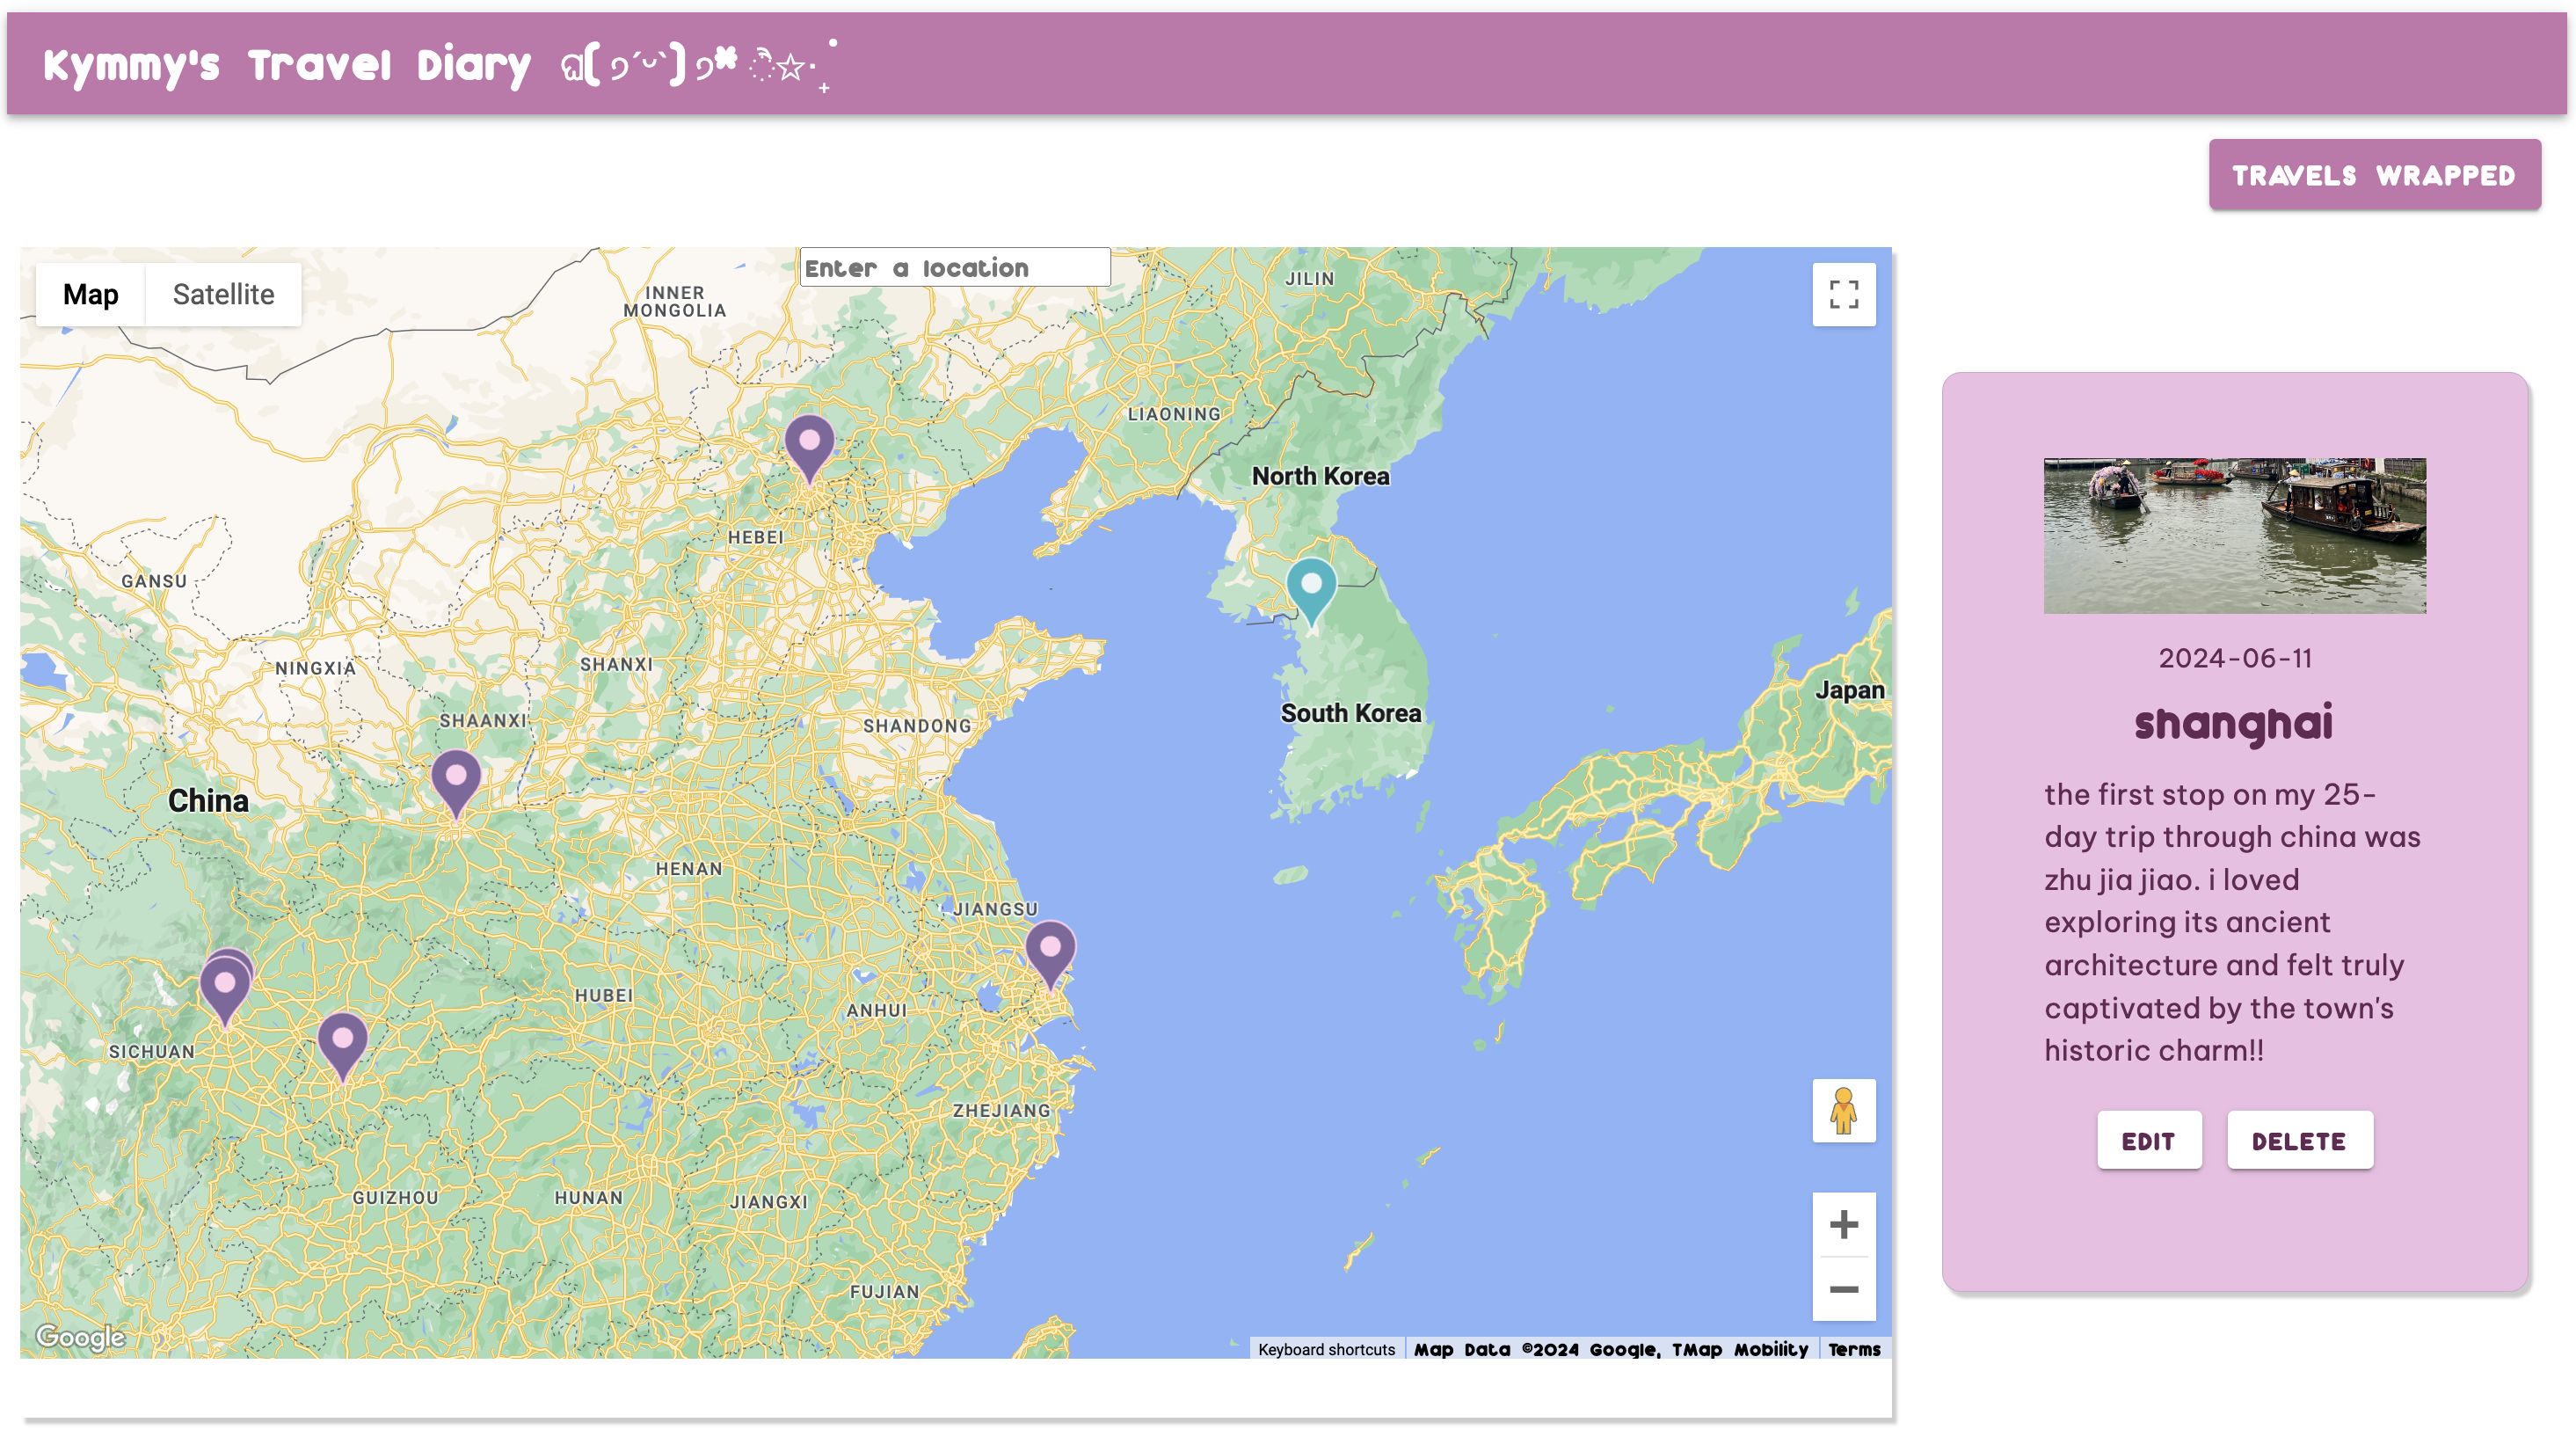 Kymmy's Travel Diary ଘ(੭ˊᵕˋ)੭* ੈ✩‧₊˚
TRAVELS WRAPPED
Map
Satellite
Enter a location
INNER
MONGOLIA
JILIN
LIAONING
North Korea
HEBEI
GANSU
NINGXIA
SHANXI
SHAANXI
SHANDONG
South Korea
Japan
China
HENAN
JIANGSU
HUBEI
ANHUI
SICHUAN
ZHEJIANG
GUIZHOU
HUNAN
JIANGXI
FUJIAN
Google
Keyboard shortcuts
Map Data ©2024 Google, TMap Mobility
Terms
2024-06-11
shanghai
the first stop on my 25-
day trip through china was
zhu jia jiao. i loved
exploring its ancient
architecture and felt truly
captivated by the town's
historic charm!!
EDIT
DELETE